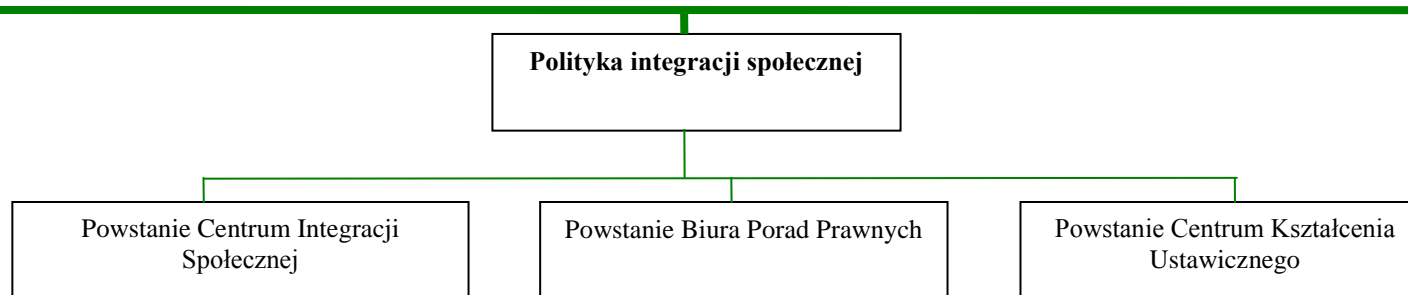 Polityka integracji społecznej
Powstanie Centrum Integracji
Społecznej
Powstanie Biura Porad Prawnych
Powstanie Centrum Kształcenia
Ustawicznego